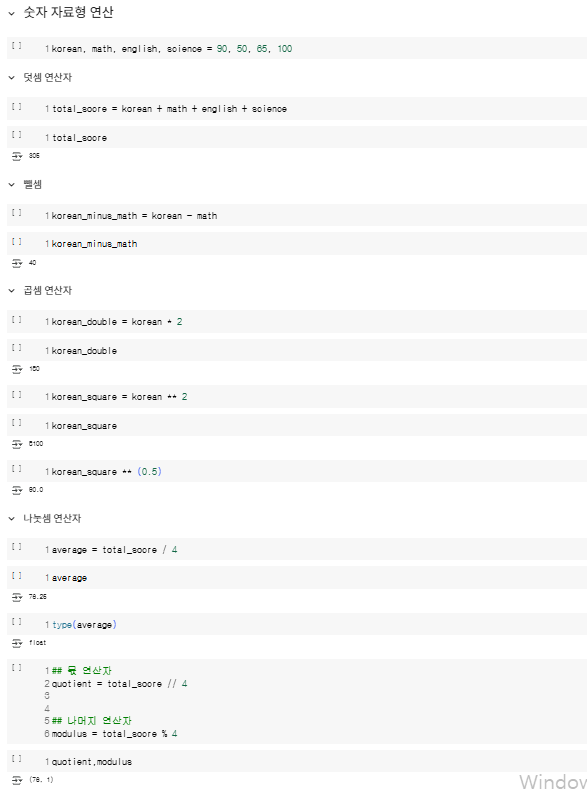 숫자 자료형 연산
[ ] 1 korean, math, english, science = 90, 50, 65, 100
덧셈 연산자
[ ] 1 total_score = korean + math + english + science
[ ] 1 total_score
305
뺄셈
[ ] 1 korean_minus_math = korean - math
[ ] 1 korean_minus_math
40
곱셈 연산자
[ ] 1 korean_double = korean * 2
[ ] 1 korean_double
180
[ ] 1 korean_square = korean ** 2
[ ] 1 korean_square
8100
[ ] 1 korean_square ** (0.5)
90.0
나눗셈 연산자
[ ] 1 average = total_score / 4
[ ] 1 average
76.25
[ ] 1 type(average)
float
[ ] 1 ## 몫 연산자
2 quotient = total_score // 4
3
4
5 ## 나머지 연산자
6 modulus = total_score % 4
[ ] 1 quotient,modulus
(76, 1)
Window